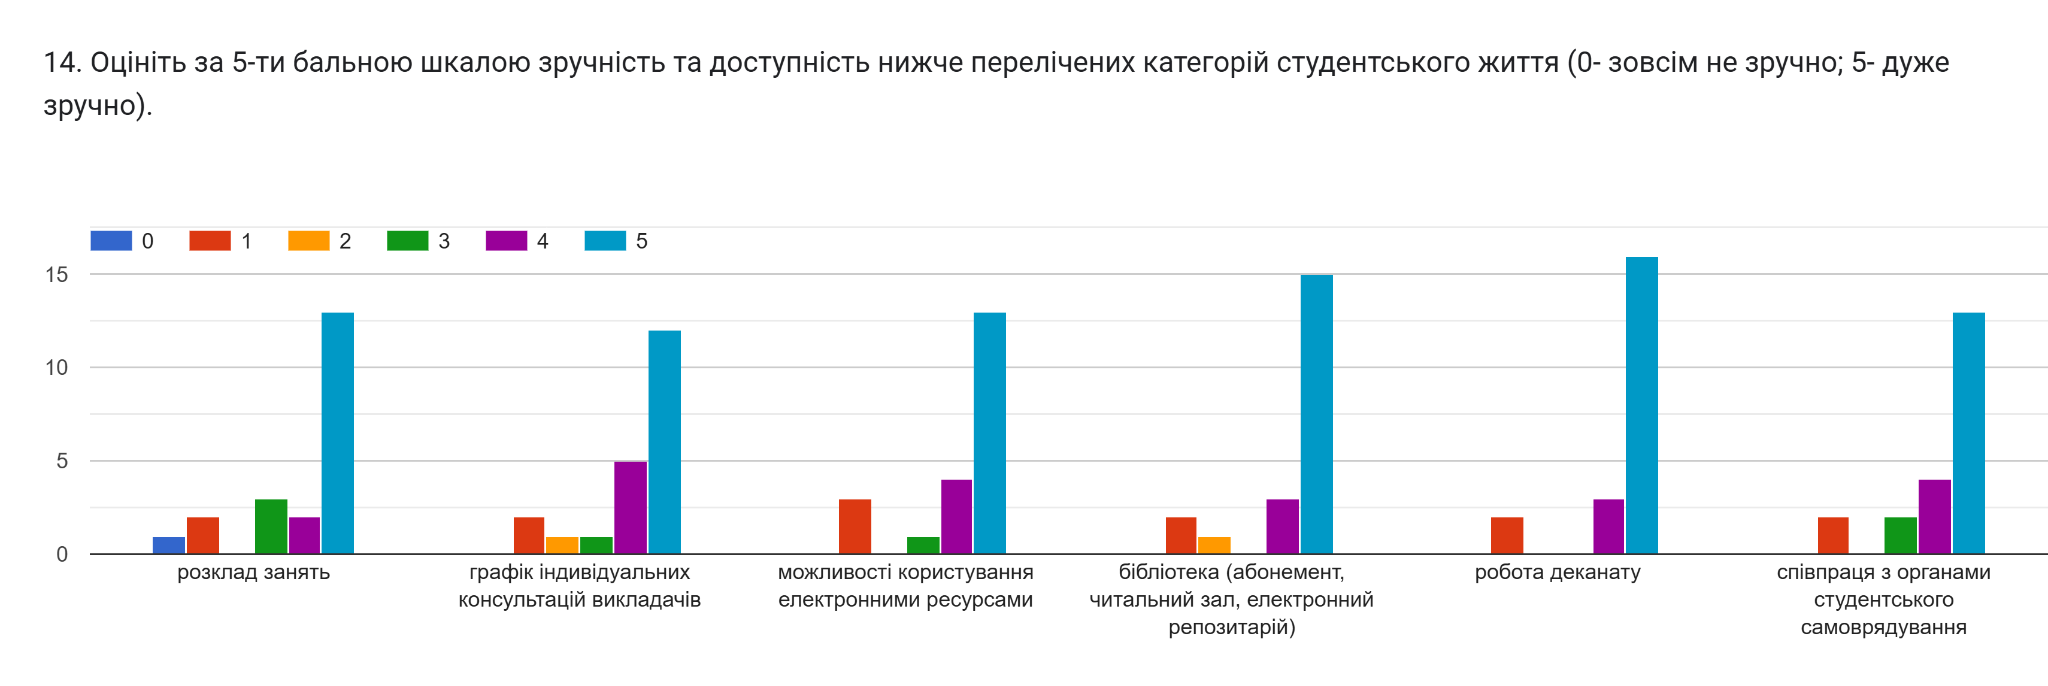 14. Оцініть за 5-ти бальною шкалою зручність та доступність нижче перелічених категорій студентського життя (0- зовсім не зручно; 5- дуже
зручно).
0 1 2 3 4 5
15
10
5
0
розклад занять
графік індивідуальних
консультацій викладачів
можливості користування
електронними ресурсами
бібліотека (абонемент,
читальний зал, електронний
репозитарій)
робота деканату
співпраця з органами
студентського
самоврядування